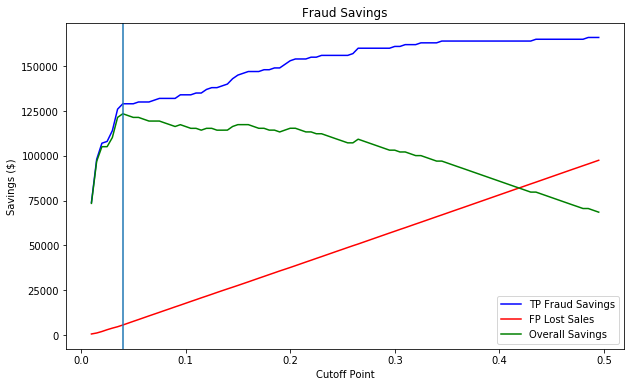 Fraud Savings
Savings ($)
150000
125000
100000
75000
50000
25000
0
0.0 0.1 0.2 0.3 0.4 0.5
Cutoff Point
TP Fraud Savings
FP Lost Sales
Overall Savings